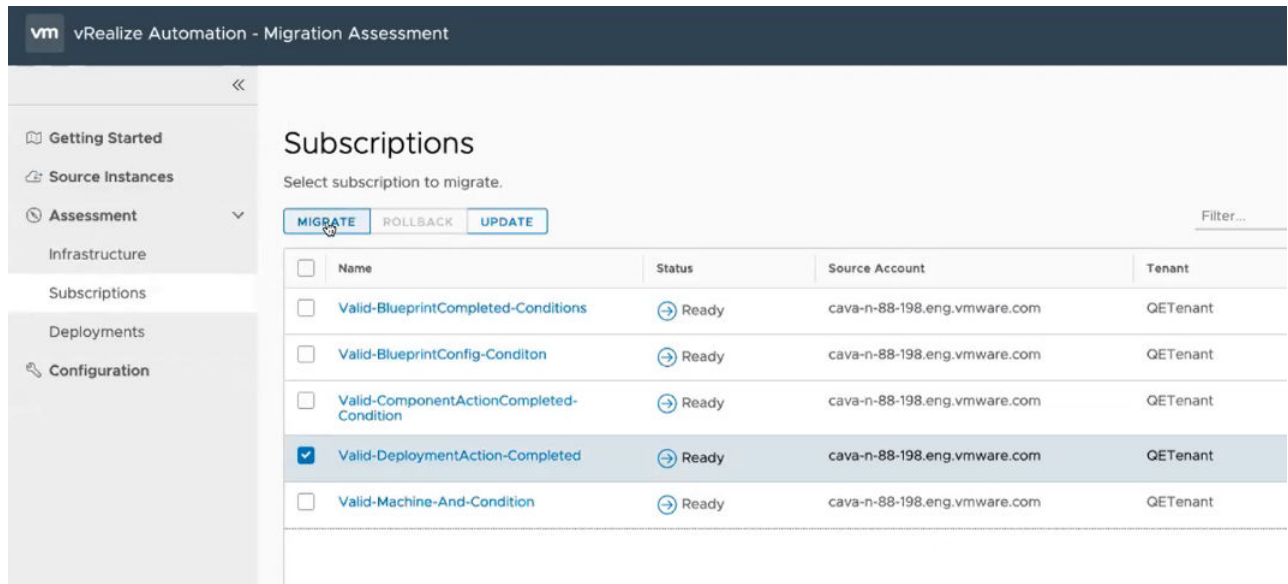 vm vRealize Automation - Migration Assessment
Getting Started
Source Instances
Assessment
Infrastructure
Subscriptions
Deployments
Configuration
Subscriptions
Select subscription to migrate.
MIGRATE ROLLBACK UPDATE Filter...
Name Status Source Account Tenant
Valid-BlueprintCompleted-Conditions Ready cava-n-88-198.eng.vmware.com QETenant
Valid-BlueprintConfig-Conditon Ready cava-n-88-198.eng.vmware.com QETenant
Valid-ComponentActionCompleted-
Condition Ready cava-n-88-198.eng.vmware.com QETenant
Valid-DeploymentAction-Completed Ready cava-n-88-198.eng.vmware.com QETenant
Valid-Machine-And-Condition Ready cava-n-88-198.eng.vmware.com QETenant